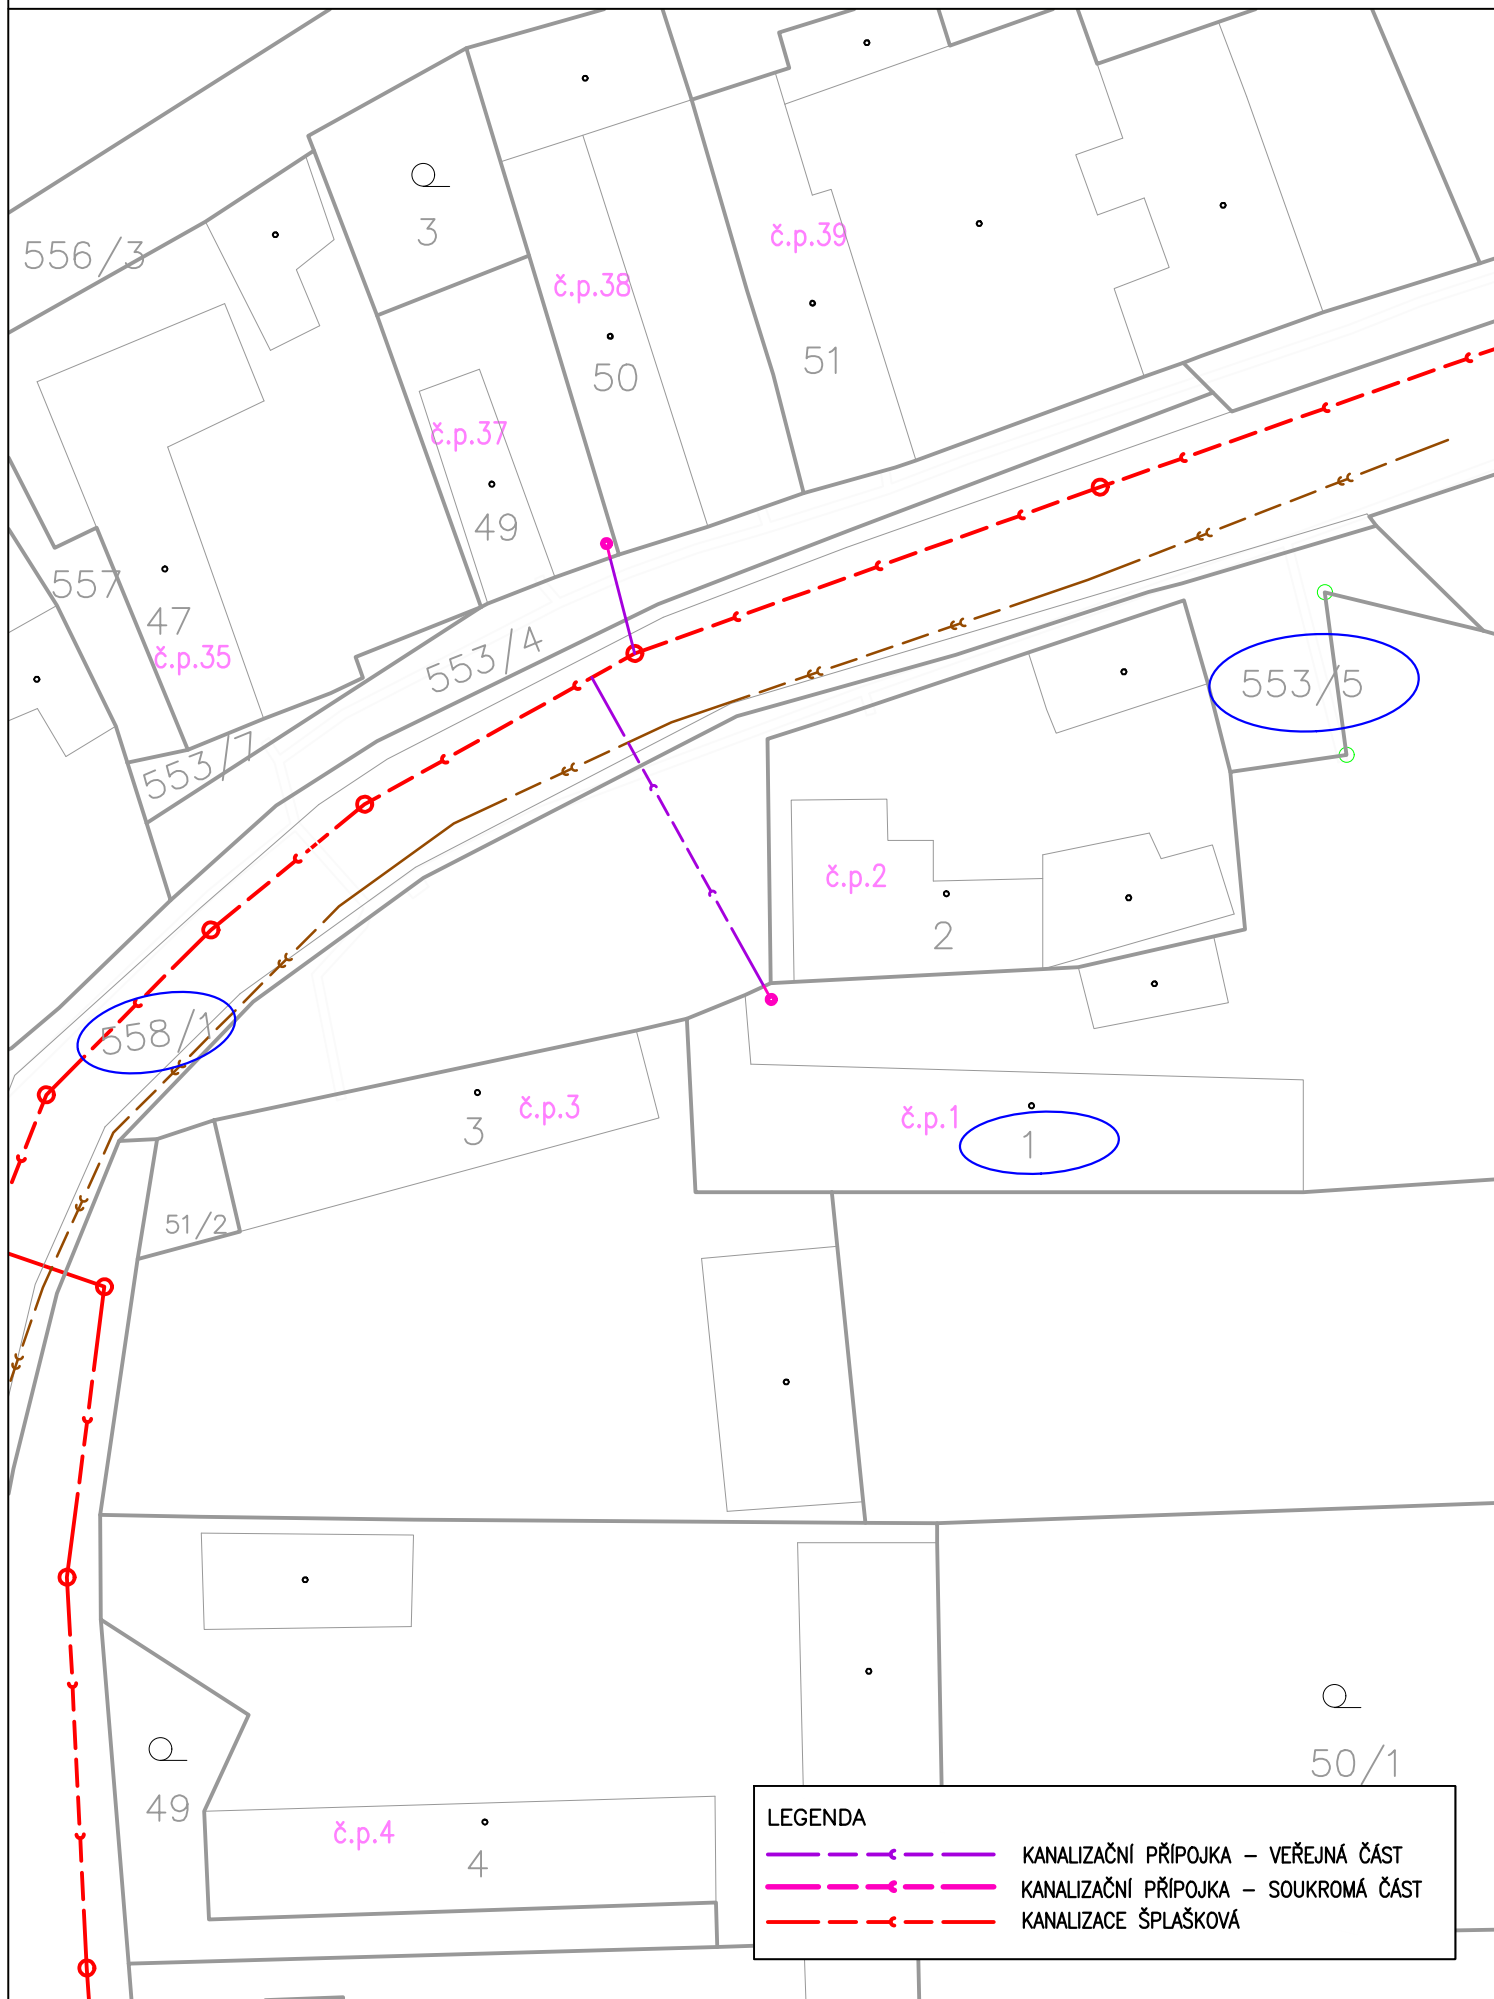 556/3
3
č.p.39
č.p.38
51
50
č.p.37
49
557
47
č.p.35
553/4
553/5
553/7
č.p.2
2
558/1
č.p.3
3
č.p.1
1
51/2
50/1
49
č.p.4
4
LEGENDA
KANALIZAČNÍ PŘÍPOJKA – VEŘEJNÁ ČÁST
KANALIZAČNÍ PŘÍPOJKA – SOUKROMÁ ČÁST
KANALIZACE ŠPLAŠKOVÁ